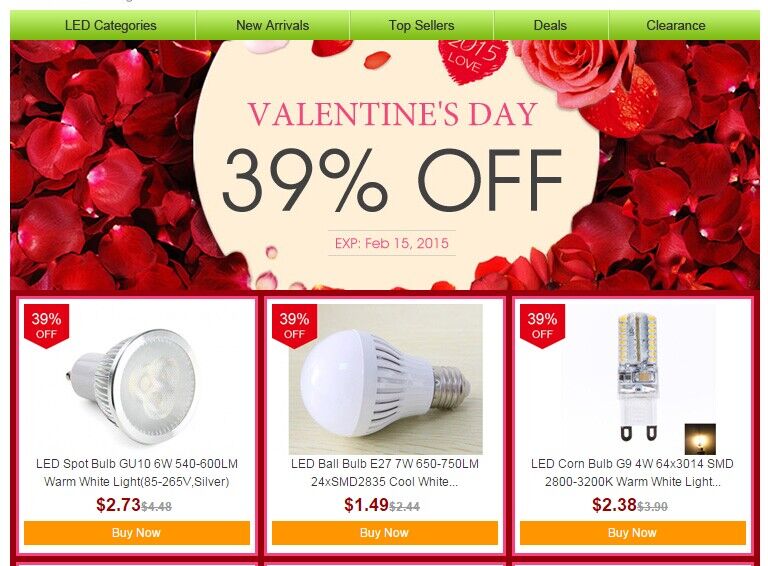 LED Categories
New Arrivals
Top Sellers
Deals
Clearance
2015
LOVE
VALENTINE'S DAY
39% OFF
EXP: Feb 15, 2015
39%
OFF
LED Spot Bulb GU10 6W 540-600LM
Warm White Light(85-265V,Silver)
$2.73$4.48
Buy Now
39%
OFF
LED Ball Bulb E27 7W 650-750LM
24xSMD2835 Cool White...
$1.49$2.44
Buy Now
39%
OFF
LED Corn Bulb G9 4W 64x3014 SMD
2800-3200K Warm White Light...
$2.38$3.90
Buy Now